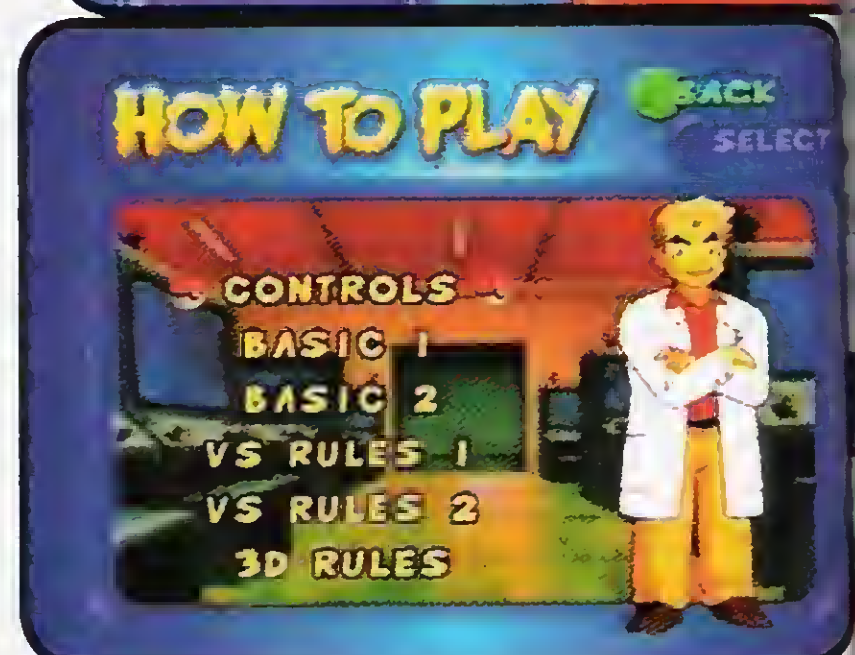 HOW TO PLAY
BACK
SELECT
CONTROLS
BASIC 1
BASIC 2
VS RULES 1
VS RULES 2
3D RULES